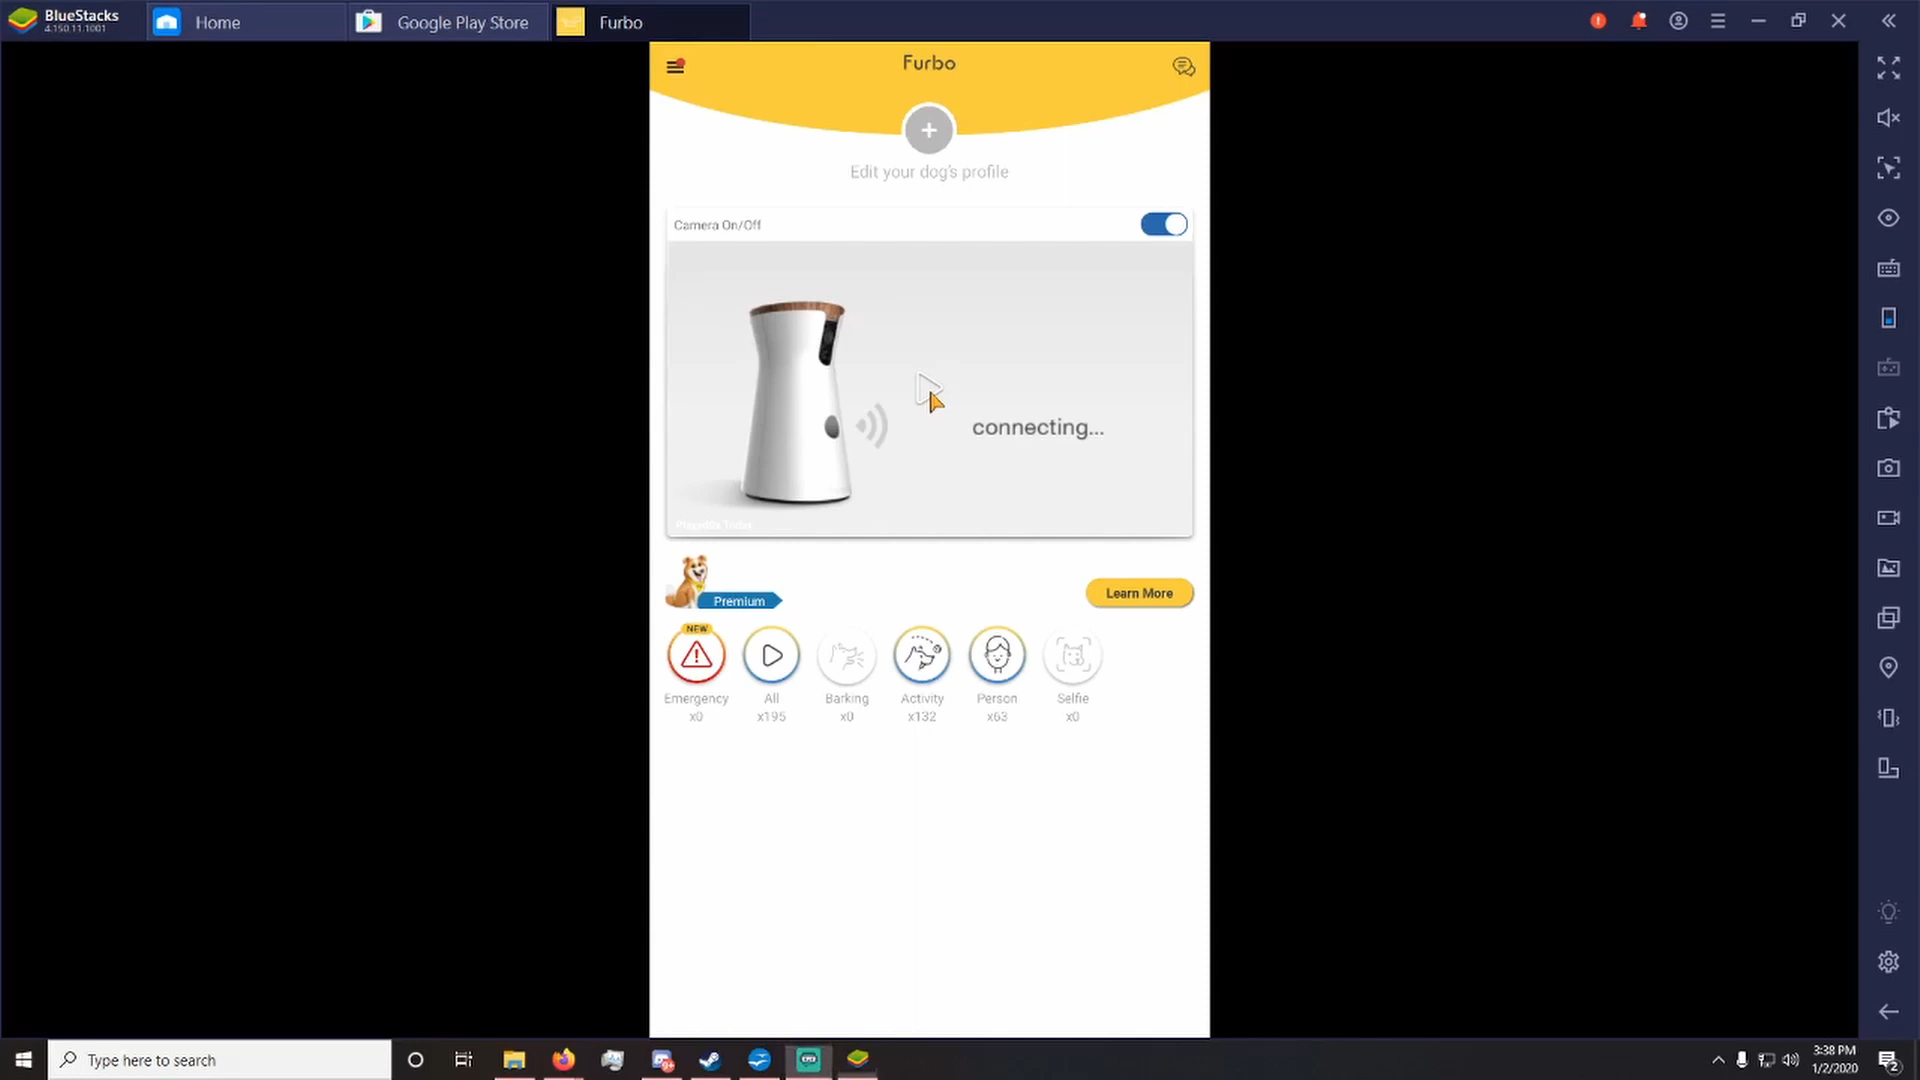 BlueStacks
4.150.11.1001
Home
Google Play Store
Furbo
Furbo
Edit your dog's profile
Camera On/Off
connecting...
Premium
Learn More
NEW
Emergency
x0
All
x195
Barking
x0
Activity
x132
Person
x63
Selfie
x0
Type here to search
3:38 PM
1/2/2020